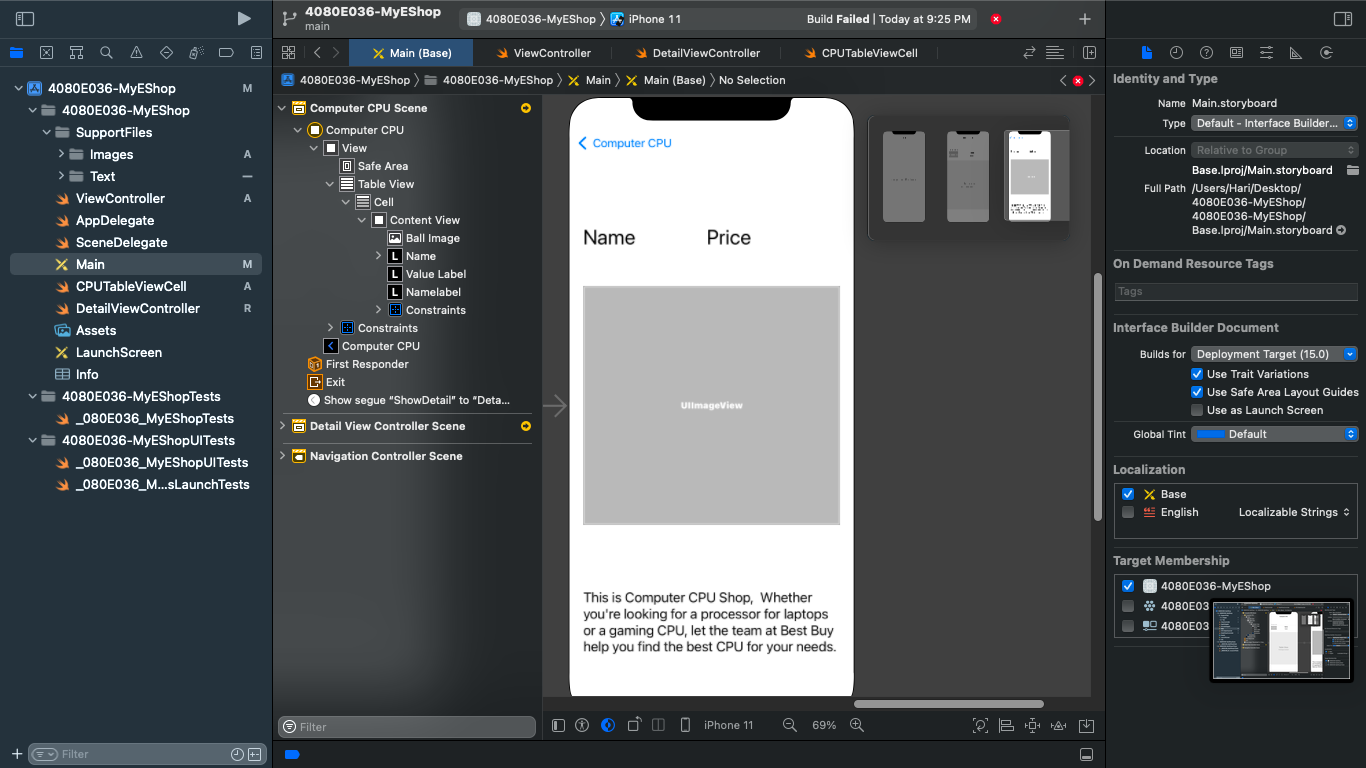 4080E036-MyEShop
main
4080E036-MyEShop
iPhone 11
Build Failed | Today at 9:25 PM
Main (Base)
ViewController
DetailViewController
CPUTableViewCell
4080E036-MyEShop
4080E036-MyEShop
Main
Main (Base)
No Selection
4080E036-MyEShop M
4080E036-MyEShop
SupportFiles
Images A
Text —
ViewController A
AppDelegate
SceneDelegate
Main M
CPUTableViewCell A
DetailViewController R
Assets
LaunchScreen
Info
4080E036-MyEShopTests
_080E036_MyEShopTests
4080E036-MyEShopUITests
_080E036_MyEShopUITests
_080E036_M...sLaunchTests
Filter
Computer CPU Scene
Computer CPU
View
Safe Area
Table View
Cell
Content View
Ball Image
L Name
L Value Label
L Namelabel
Constraints
Constraints
Computer CPU
First Responder
Exit
Show segue “ShowDetail” to “Deta...
Detail View Controller Scene
Navigation Controller Scene
Filter
Computer CPU
Name Price
UIImageView
This is Computer CPU Shop, Whether
you're looking for a processor for laptops
or a gaming CPU, let the team at Best Buy
help you find the best CPU for your needs.
iPhone 11
69%
Identity and Type
Name Main.storyboard
Type Default - Interface Builder...
Location Relative to Group
Base.lproj/Main.storyboard
Full Path /Users/Hari/Desktop/
4080E036-MyEShop/
4080E036-MyEShop/
Base.lproj/Main.storyboard
On Demand Resource Tags
Tags
Interface Builder Document
Builds for Deployment Target (15.0)
Use Trait Variations
Use Safe Area Layout Guides
Use as Launch Screen
Global Tint Default
Localization
Base
English Localizable Strings
Target Membership
4080E036-MyEShop
4080E03
4080E03